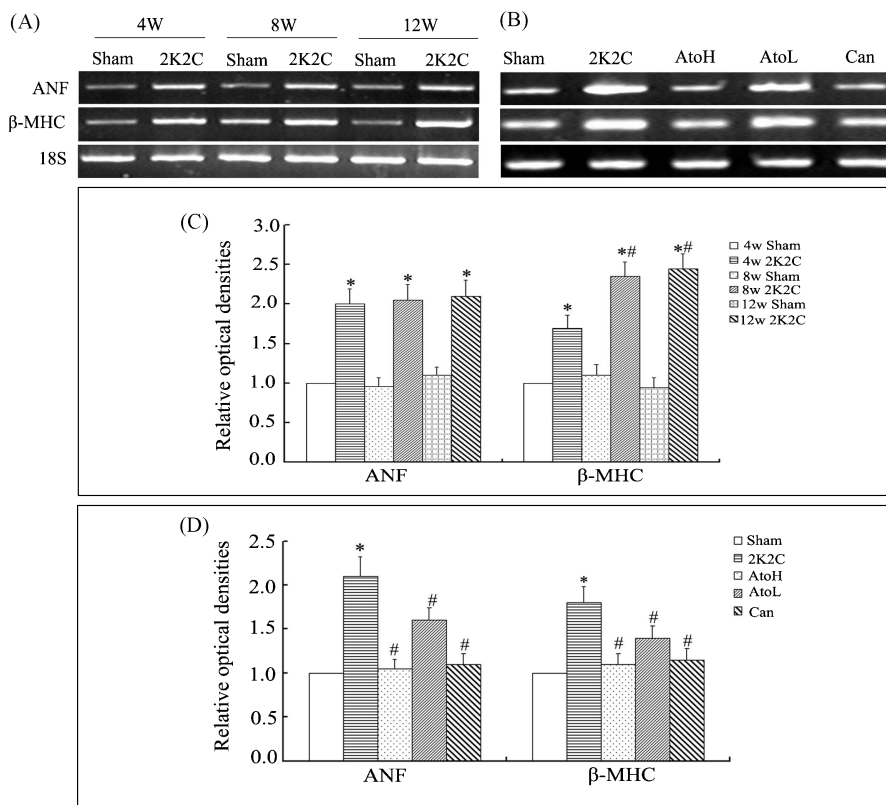 (A)
4W 8W 12W
Sham 2K2C Sham 2K2C Sham 2K2C
ANF
β-MHC
18S
(B)
Sham 2K2C AtoH AtoL Can
(C)
Relative optical densities
3.0
2.5
2.0
1.5
1.0
0.5
0.0
* * * * *# *#
ANF β-MHC
4w Sham
4w 2K2C
8w Sham
8w 2K2C
12w Sham
12w 2K2C
(D)
Relative optical densities
2.5
2.0
1.5
1.0
0.5
0.0
* # # # * # # #
ANF β-MHC
Sham
2K2C
AtoH
AtoL
Can